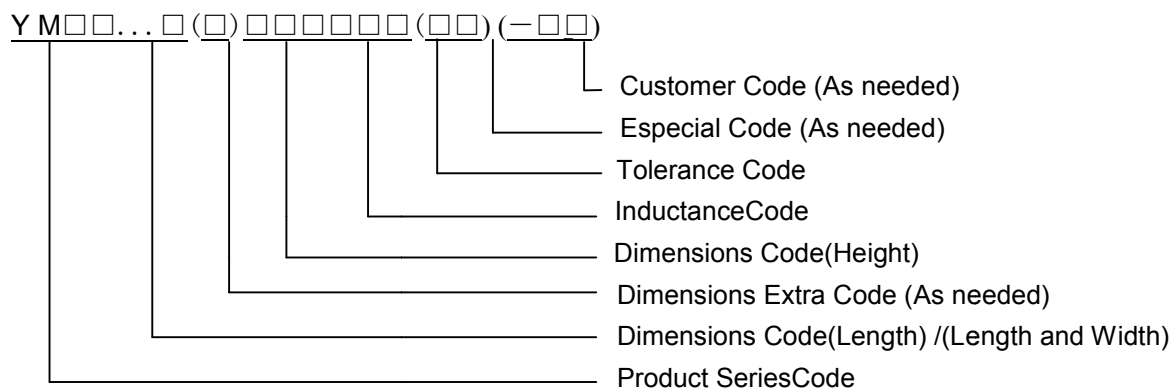 YM□□...□(□)□□□□□□(□□)(-□□)
Customer Code (As needed)
Especial Code (As needed)
Tolerance Code
InductanceCode
Dimensions Code(Height)
Dimensions Extra Code (As needed)
Dimensions Code(Length) /(Length and Width)
Product SeriesCode